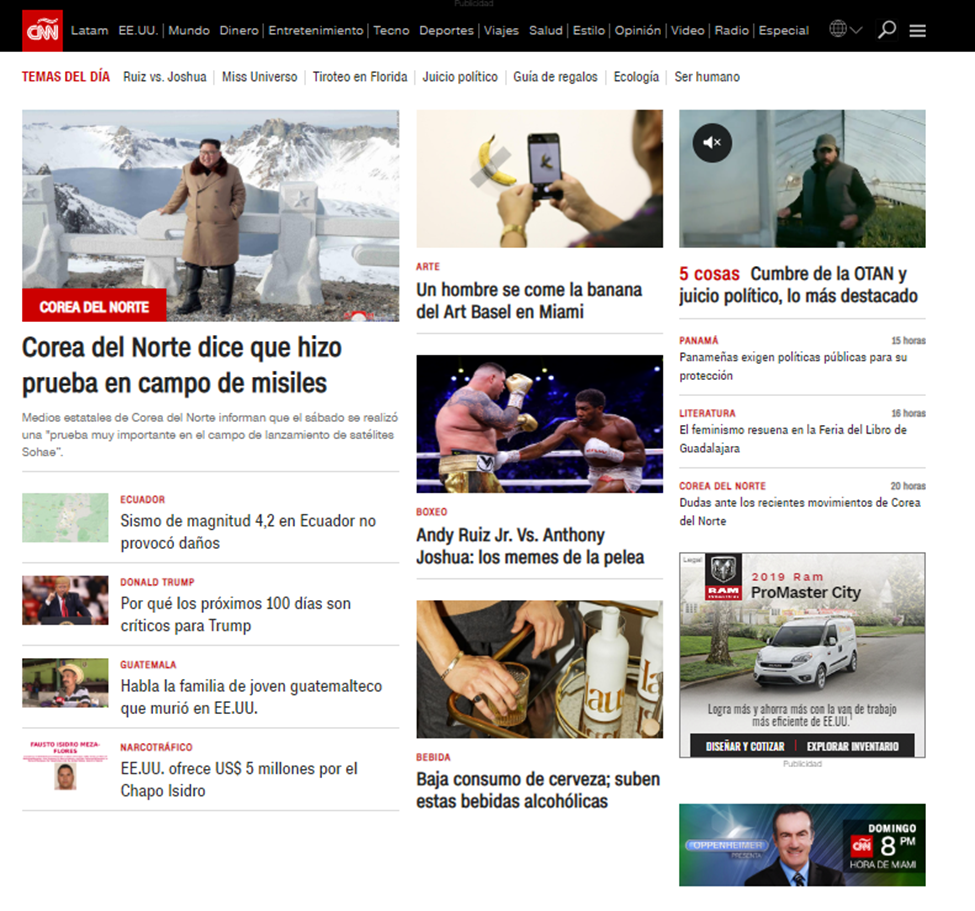 Publicidad
CNN
Latam EE.UU. Mundo Dinero Entretenimiento Tecno Deportes Viajes Salud Estilo Opinión Video Radio Especial
TEMAS DEL DÍA Ruiz vs. Joshua Miss Universo Tiroteo en Florida Juicio político Guía de regalos Ecología Ser humano
COREA DEL NORTE
Corea del Norte dice que hizo
prueba en campo de misiles
Medios estatales de Corea del Norte informan que el sábado se realizó
una "prueba muy importante en el campo de lanzamiento de satélites
Sohae".
ECUADOR
Sismo de magnitud 4,2 en Ecuador no
provocó daños
DONALD TRUMP
Por qué los próximos 100 días son
críticos para Trump
GUATEMALA
Habla la familia de joven guatemalteco
que murió en EE.UU.
FAUSTO ISIDRO MEZA-
FLORES
NARCOTRÁFICO
EE.UU. ofrece US$ 5 millones por el
Chapo Isidro
ARTE
Un hombre se come la banana
del Art Basel en Miami
BOXEO
Andy Ruiz Jr. Vs. Anthony
Joshua: los memes de la pelea
BEBIDA
Baja consumo de cerveza; suben
estas bebidas alcohólicas
5 cosas Cumbre de la OTAN y
juicio político, lo más destacado
PANAMÁ 15 horas
Panameñas exigen políticas públicas para su
protección
LITERATURA 16 horas
El feminismo resuena en la Feria del Libro de
Guadalajara
COREA DEL NORTE 20 horas
Dudas ante los recientes movimientos de Corea
del Norte
Legal
RAM
2019 Ram
ProMaster City
Logra más y ahorra más con la van de trabajo
más eficiente de EE.UU.
DISEÑAR Y COTIZAR EXPLORAR INVENTARIO
Publicidad
OPPENHEIMER
PRESENTA
DOMINGO
CNN 8 PM
HORA DE MIAMI